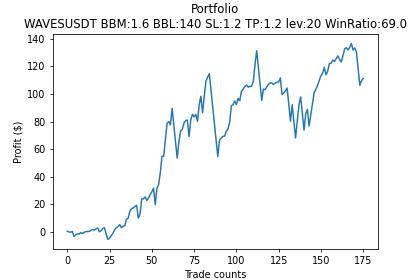 Portfolio
WAVESUSDT BBM:1.6 BBL:140 SL:1.2 TP:1.2 lev:20 WinRatio:69.0
140
120
100
80
60
40
20
0
Profit ($)
0 25 50 75 100 125 150 175
Trade counts